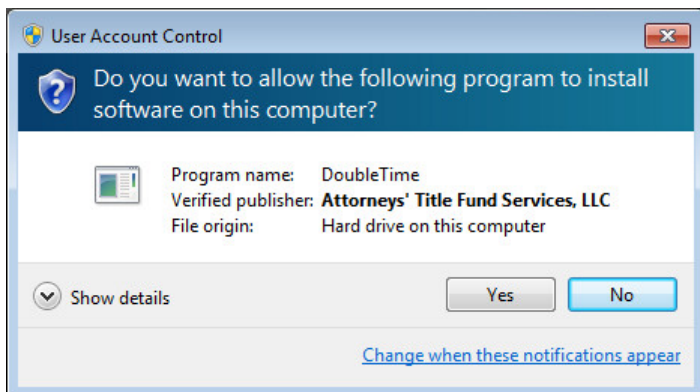 User Account Control
Do you want to allow the following program to install
software on this computer?
Program name: DoubleTime
Verified publisher: Attorneys' Title Fund Services, LLC
File origin: Hard drive on this computer
Show details
Yes
No
Change when these notifications appear